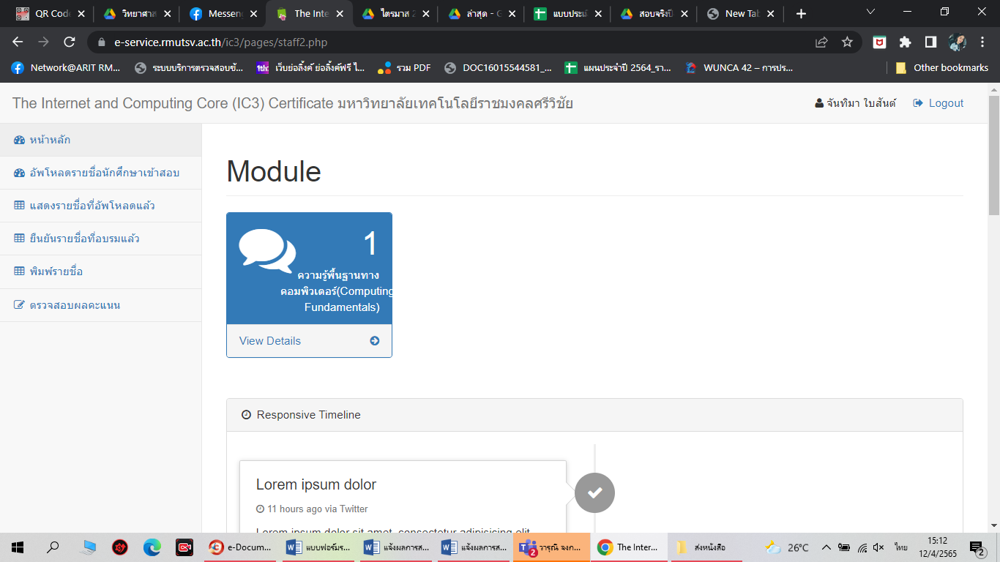 QR Code
วิทยาศาส
Messen
The Inte
ไตรมาส 2
ล่าสุด - G
แบบประเ
สอบจริงปี
New Tab
e-service.rmutsv.ac.th/ic3/pages/staff2.php
Network@ARIT RM...
ระบบบริการตรวจสอบข้...
เว็บย่อลิ้งค์ ย่อลิ้งค์ฟรี ไ...
รวม PDF
DOC16015544581_...
แผนประจำปี 2564_รา...
WUNCA 42 – การปร...
Other bookmarks
The Internet and Computing Core (IC3) Certificate มหาวิทยาลัยเทคโนโลยีราชมงคลศรีวิชัย
จันทิมา ใบสันต์
Logout
หน้าหลัก
อัพโหลดรายชื่อนักศึกษาเข้าสอบ
แสดงรายชื่อที่อัพโหลดแล้ว
ยืนยันรายชื่อที่อบรมแล้ว
พิมพ์รายชื่อ
ตรวจสอบผลคะแนน
Module
1
ความรู้พื้นฐานทาง
คอมพิวเตอร์(Computing
Fundamentals)
View Details
Responsive Timeline
Lorem ipsum dolor
11 hours ago via Twitter
Lorem ipsum dolor sit amet, consectetur adipisicing elit.
e-Docum...
แบบฟอร์มร...
แจ้งผลการส...
แจ้งผลการส...
วารุณี จงก...
The Inter...
ส่งหนังสือ
26°C
ไทย
15:12
12/4/2565
2
2